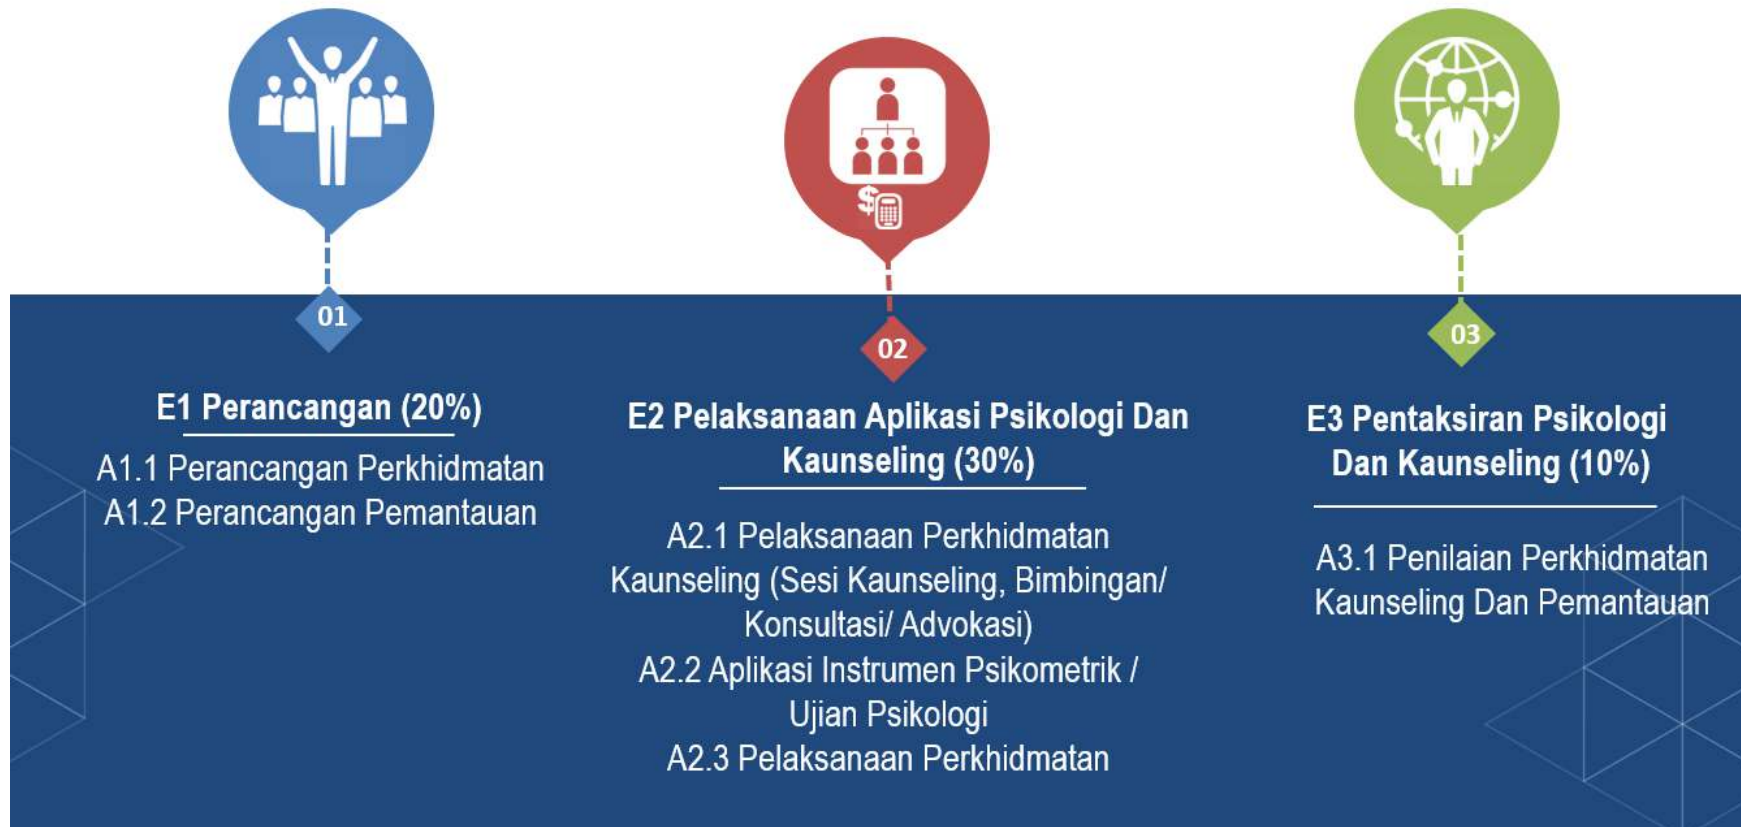 01
E1 Perancangan (20%)
A1.1 Perancangan Perkhidmatan
A1.2 Perancangan Pemantauan
$
02
E2 Pelaksanaan Aplikasi Psikologi Dan
Kaunseling (30%)
A2.1 Pelaksanaan Perkhidmatan
Kaunseling (Sesi Kaunseling, Bimbingan/
Konsultasi/ Advokasi)
A2.2 Aplikasi Instrumen Psikometrik /
Ujian Psikologi
A2.3 Pelaksanaan Perkhidmatan
03
E3 Pentaksiran Psikologi
Dan Kaunseling (10%)
A3.1 Penilaian Perkhidmatan
Kaunseling Dan Pemantauan